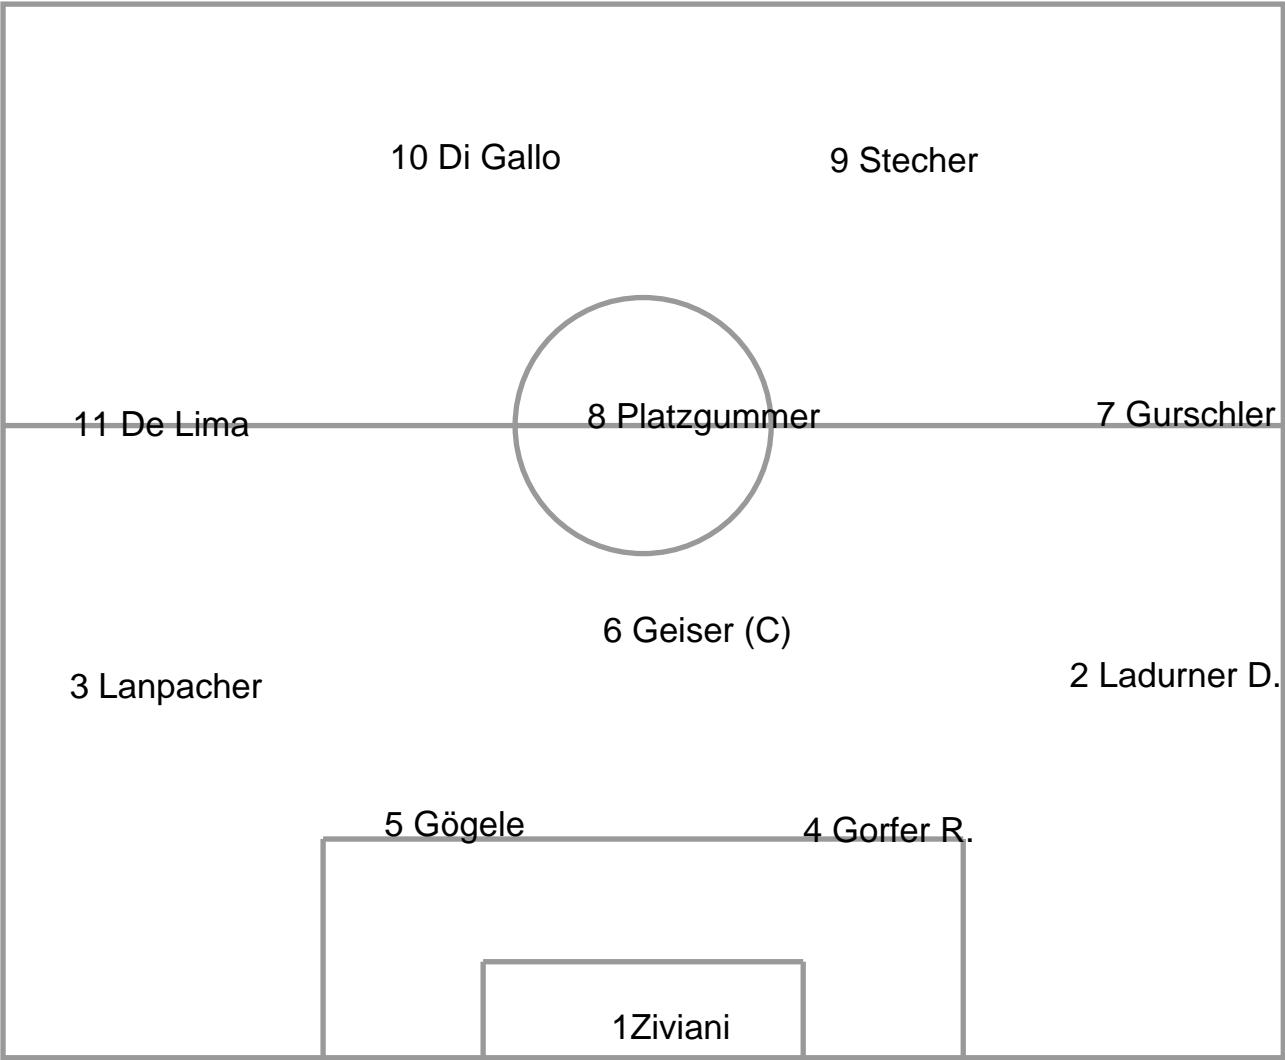 10 Di Gallo
9 Stecher
11 De Lima
8 Platzgummer
7 Gurschler
6 Geiser (C)
3 Lanpacher
2 Ladurner D.
5 Gögele
4 Gorfer R.
1Ziviani